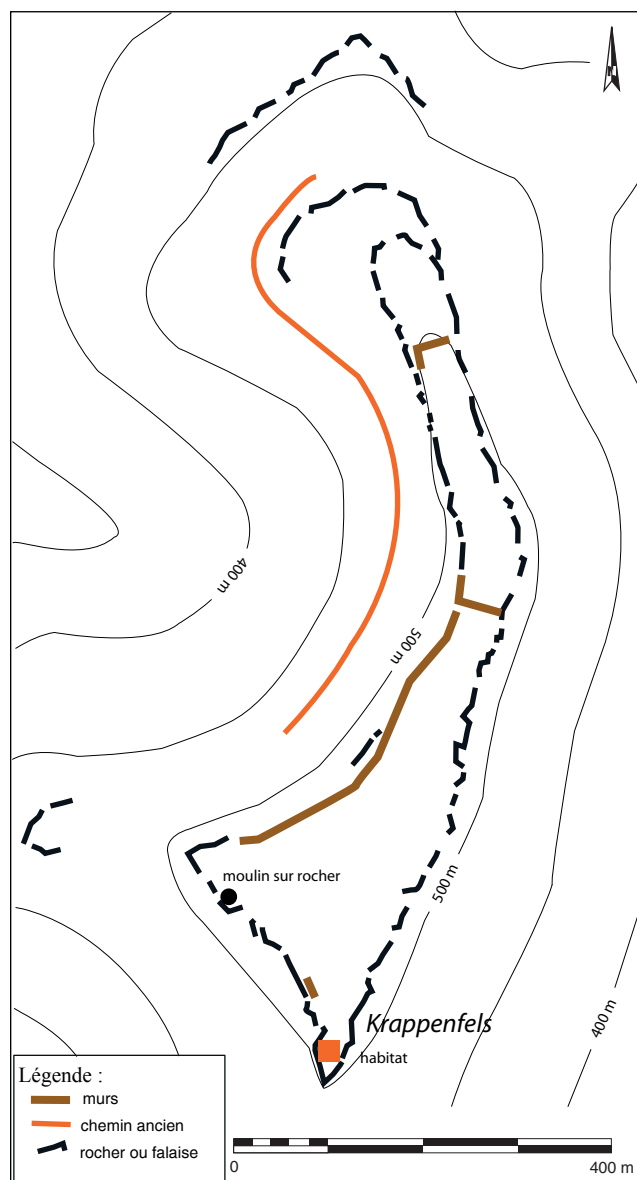 400 m
500 m
moulin sur rocher
500 m
400 m
Krappenfels
habitat
Légende :
murs
chemin ancien
rocher ou falaise
0
400 m